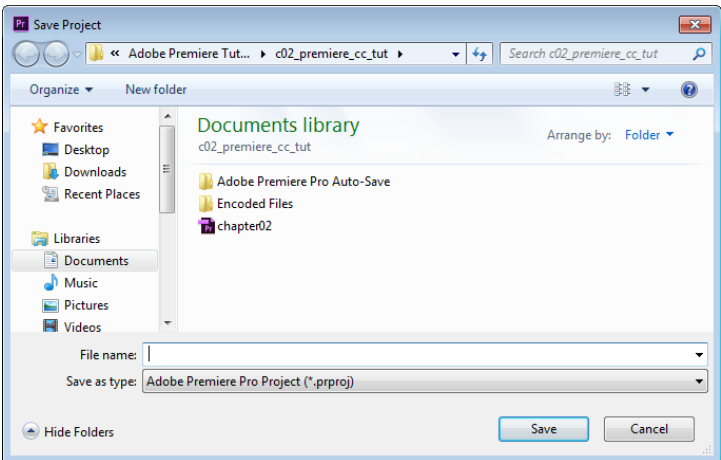 Pr Save Project
« Adobe Premiere Tut... c02_premiere_cc_tut Search c02_premiere_cc_tut
Organize New folder
Favorites
Desktop
Downloads
Recent Places
Libraries
Documents
Music
Pictures
Videos
Documents library
c02_premiere_cc_tut
Arrange by: Folder
Adobe Premiere Pro Auto-Save
Encoded Files
Pr chapter02
File name:
Save as type: Adobe Premiere Pro Project (*.prproj)
Hide Folders Save Cancel